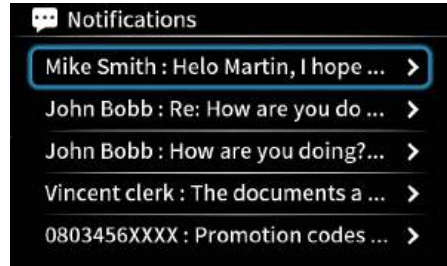 Notifications
Mike Smith : Helo Martin, I hope ...
John Bobb : Re: How are you do ...
John Bobb : How are you doing?...
Vincent clerk : The documents a ...
0803456XXXX : Promotion codes ...